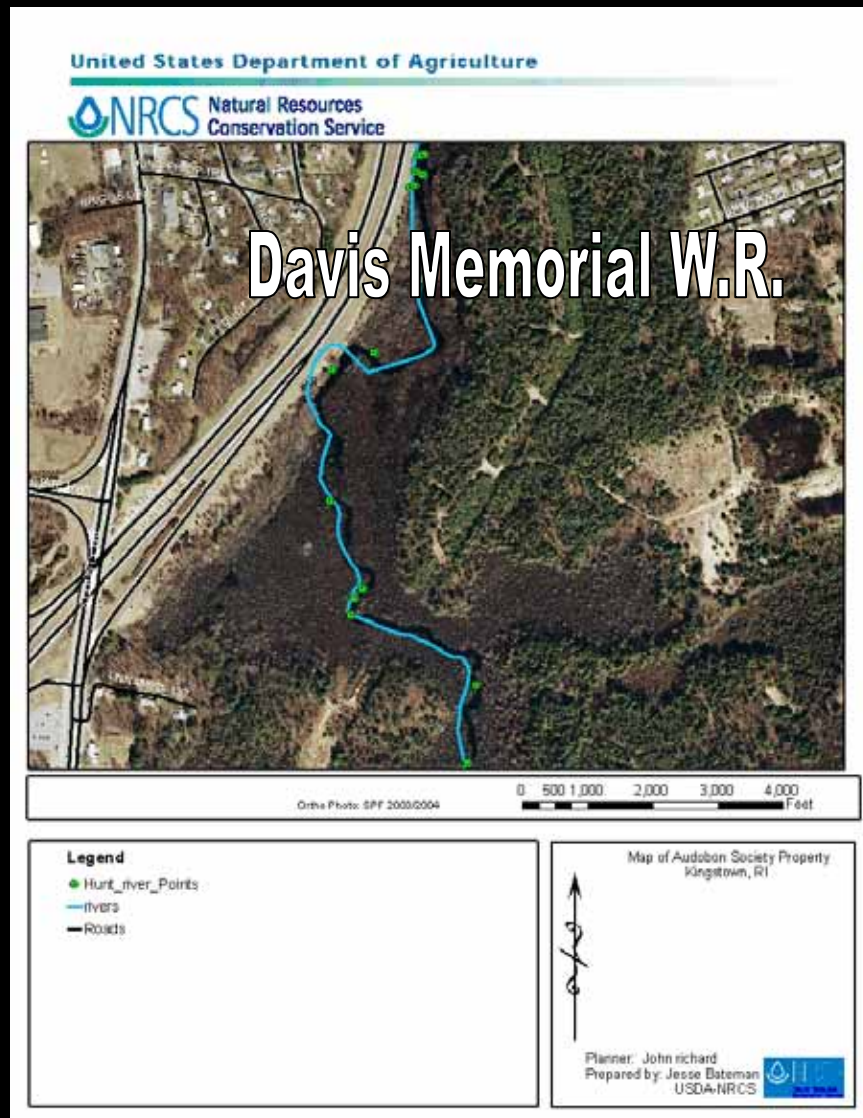 United States Department of Agriculture
NRCS Natural Resources
Conservation Service
Davis Memorial W.R.
Ortho Photo: SPF 2003/2004
0 500 1,000 2,000 3,000 4,000
Feet
Legend
Hunt_river_Points
rivers
Roads
Map of Audobon Society Property
Kingstown, RI
Planner: John richard
Prepared by: Jesse Bateman
USDA-NRCS